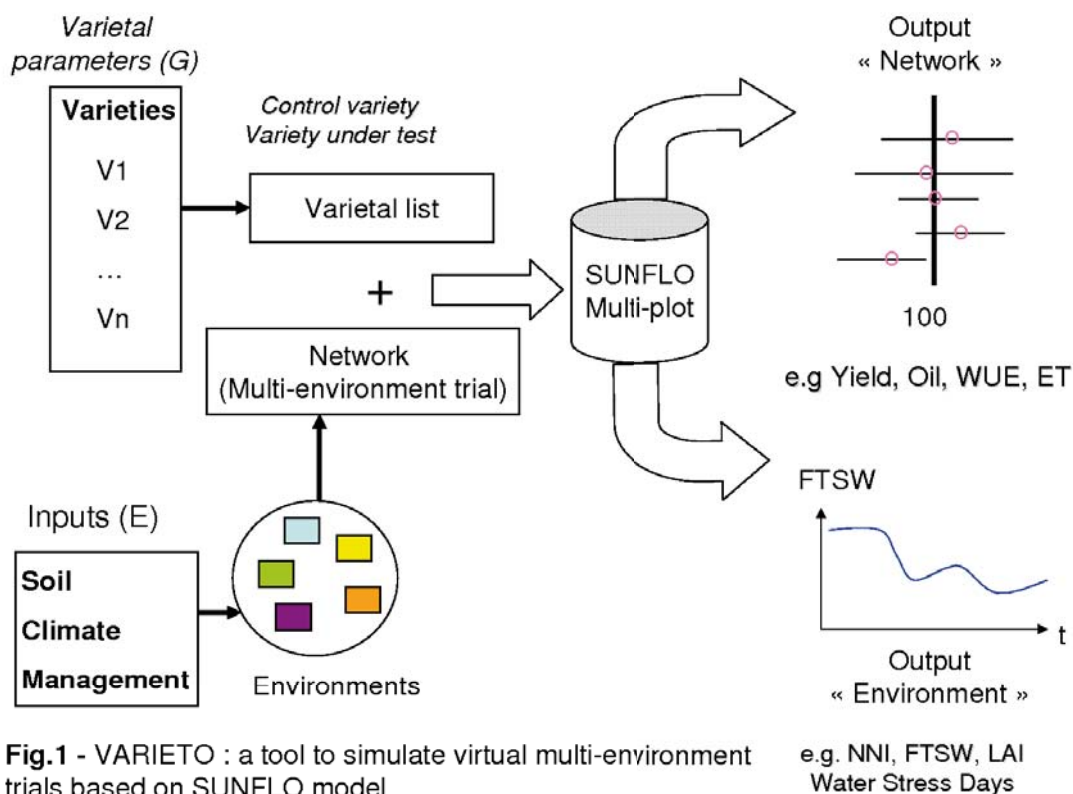 Varietal
parameters (G)
Varieties
V1
V2
...
Vn
Control variety
Variety under test
Varietal list
+
Network
(Multi-environment trial)
Inputs (E)
Soil
Climate
Management
Environments
SUNFLO
Multi-plot
Output
« Network »
100
e.g Yield, Oil, WUE, ET
FTSW
t
Output
« Environment »
e.g. NNI, FTSW, LAI
Water Stress Days
Fig.1 - VARIETO : a tool to simulate virtual multi-environment
trials based on SUNFLO model